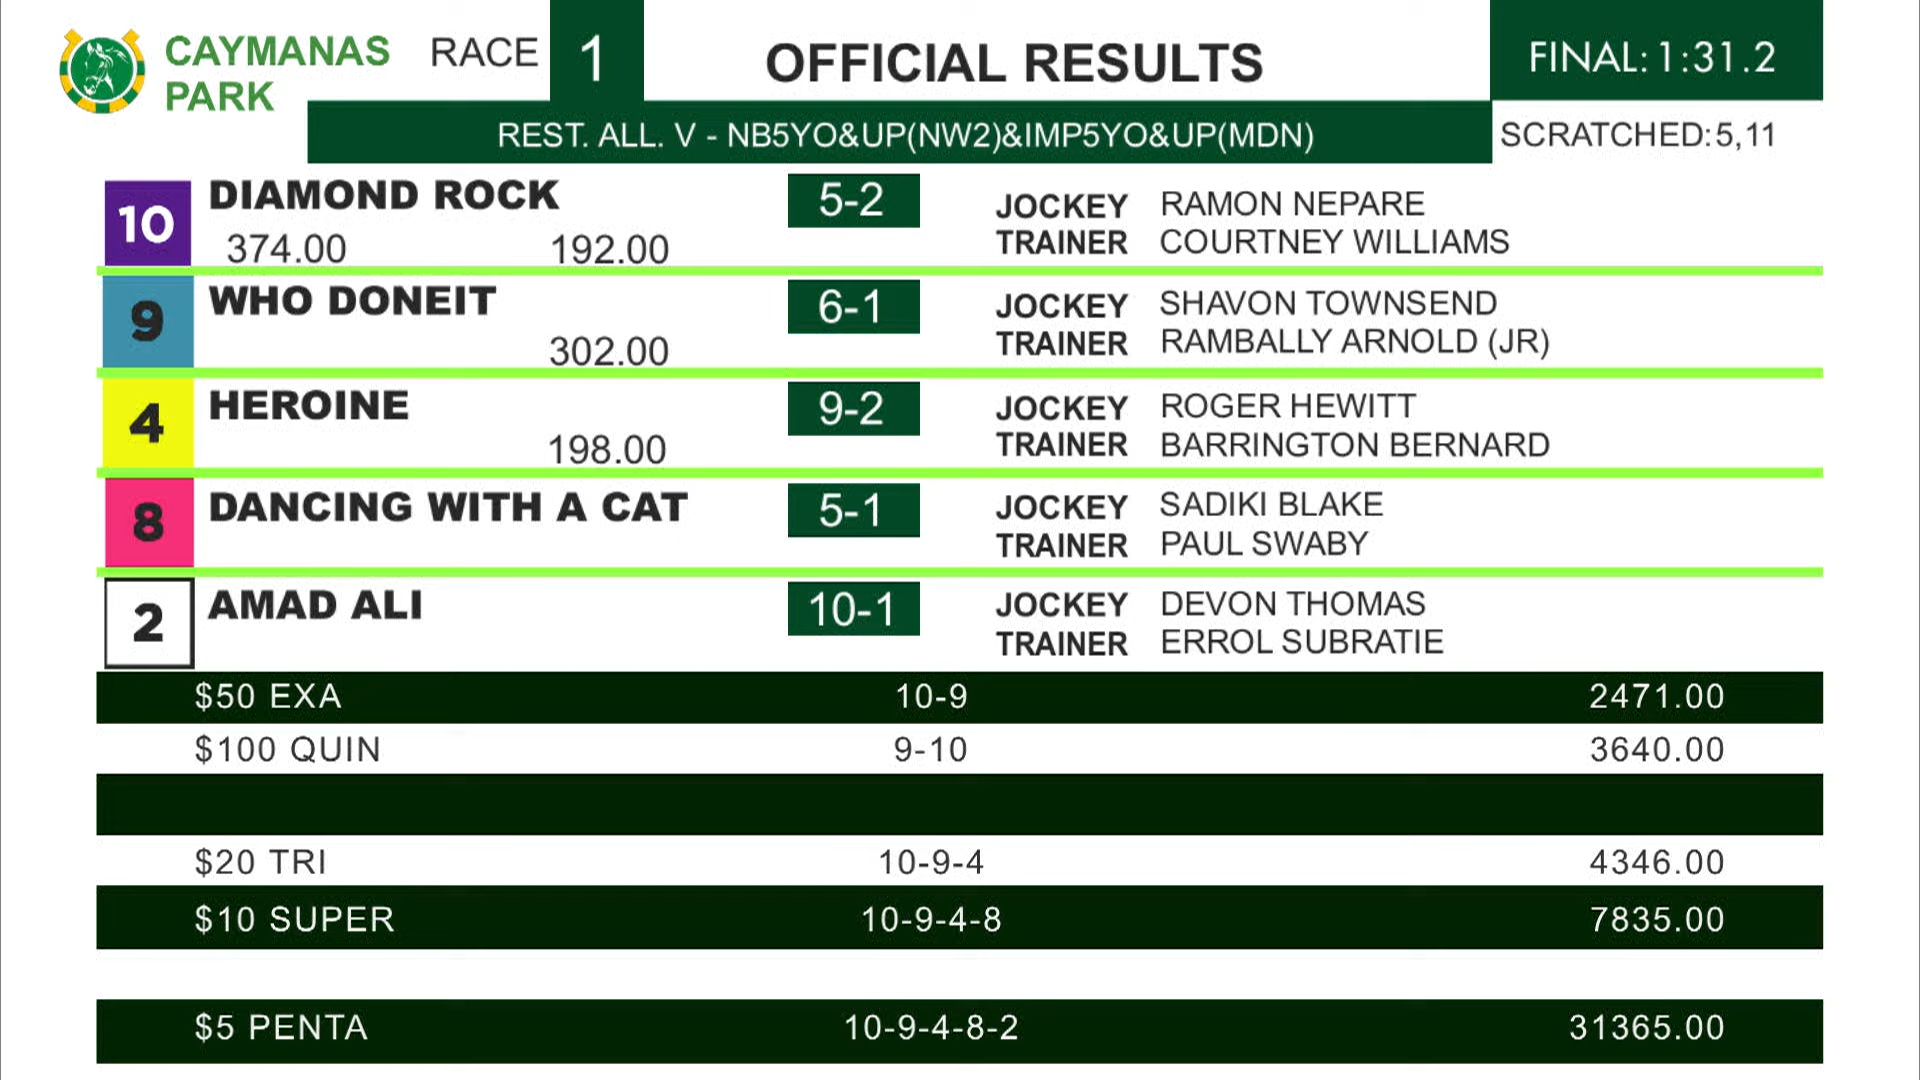 CAYMANAS PARK
RACE 1
OFFICIAL RESULTS
FINAL: 1:31.2
REST. ALL. V - NB5YO&UP(NW2)&IMP5YO&UP(MDN)
SCRATCHED: 5,11
10 DIAMOND ROCK 5-2 JOCKEY RAMON NEPARE
374.00 192.00 TRAINER COURTNEY WILLIAMS
9 WHO DONEIT 6-1 JOCKEY SHAVON TOWNSEND
302.00 TRAINER RAMBALLY ARNOLD (JR)
4 HEROINE 9-2 JOCKEY ROGER HEWITT
198.00 TRAINER BARRINGTON BERNARD
8 DANCING WITH A CAT 5-1 JOCKEY SADIKI BLAKE
TRAINER PAUL SWABY
2 AMAD ALI 10-1 JOCKEY DEVON THOMAS
TRAINER ERROL SUBRATIE
$50 EXA 10-9 2471.00
$100 QUIN 9-10 3640.00
$20 TRI 10-9-4 4346.00
$10 SUPER 10-9-4-8 7835.00
$5 PENTA 10-9-4-8-2 31365.00